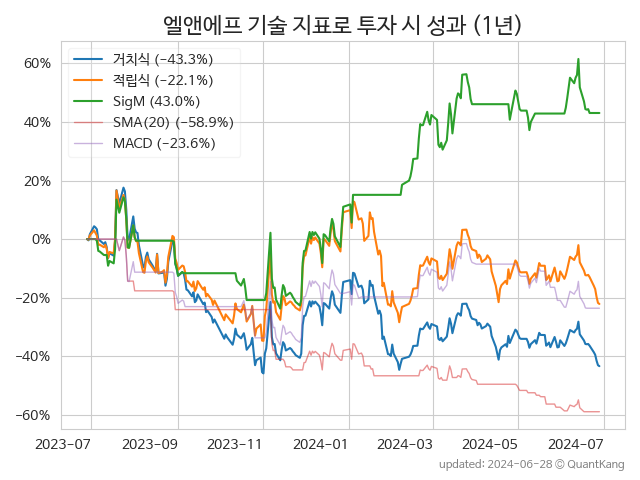 엘앤에프 기술 지표로 투자 시 성과 (1년)
거치식 (−43.3%)
적립식 (−22.1%)
SigM (43.0%)
SMA(20) (−58.9%)
MACD (−23.6%)
60%
40%
20%
0%
−20%
−40%
−60%
2023-07 2023-09 2023-11 2024-01 2024-03 2024-05 2024-07
updated: 2024-06-28 © QuantKang